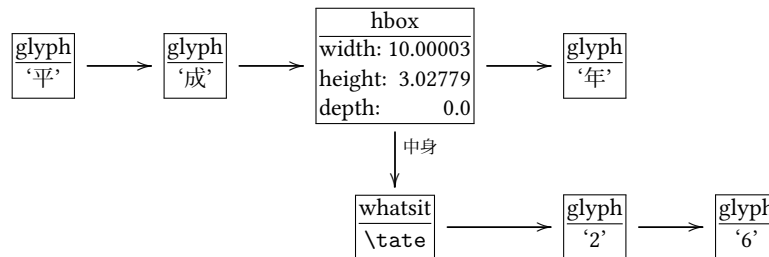 hbox
glyph glyph width: 10.00003 glyph
‘平’ ‘成’ height: 3.02779 ‘年’
depth: 0.0
中身
whatsit glyph glyph
\tate ‘2’ ‘6’